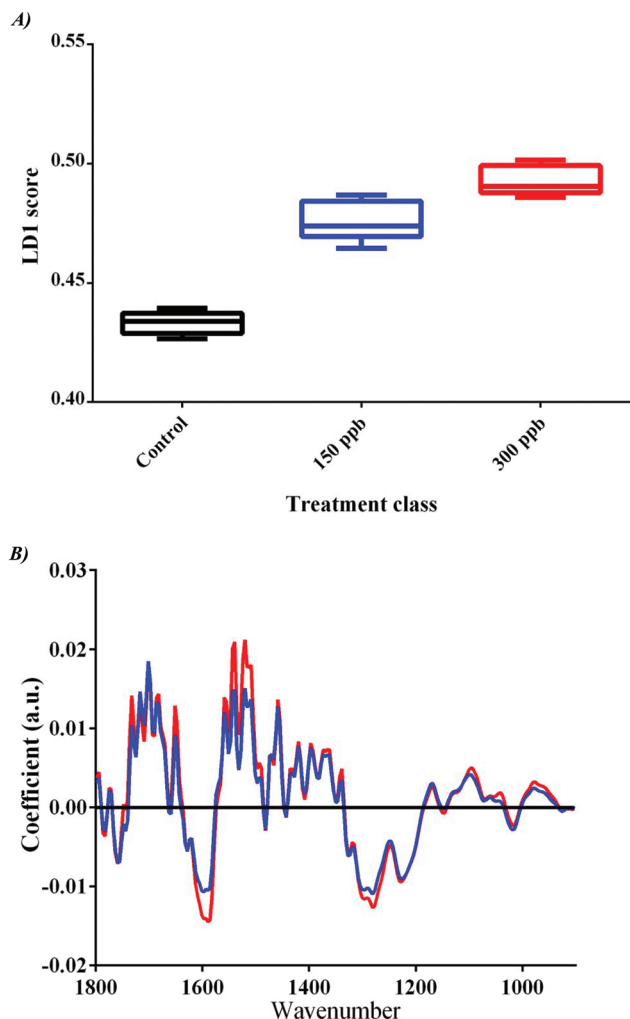 A)
0.55
0.50
0.45
0.40
LD1 score
Control
150 ppb
300 ppb
Treatment class
B)
0.03
0.02
0.01
0.00
-0.01
-0.02
Coefficient (a.u.)
1800 1600 1400 1200 1000
Wavenumber